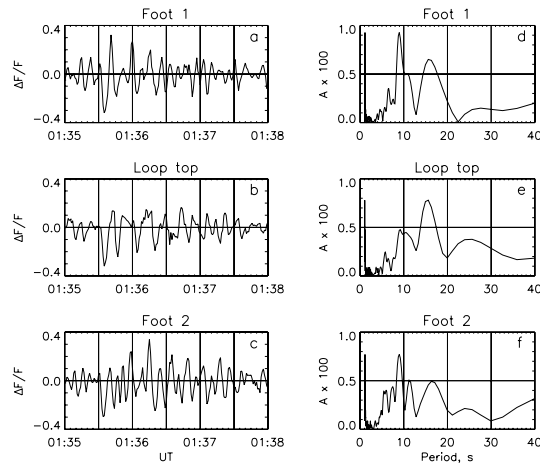 Foot 1
Foot 1
ΔF/F
0.4
0.0
−0.4
a
01:35
01:36
01:37
01:38
A x 100
1.0
0.5
0.0
d
0
10
20
30
40
Loop top
Loop top
ΔF/F
0.4
0.0
−0.4
b
01:35
01:36
01:37
01:38
A x 100
1.0
0.5
0.0
e
0
10
20
30
40
Foot 2
Foot 2
ΔF/F
0.4
0.0
−0.4
c
01:35
01:36
01:37
01:38
UT
A x 100
1.0
0.5
0.0
f
0
10
20
30
40
Period, s